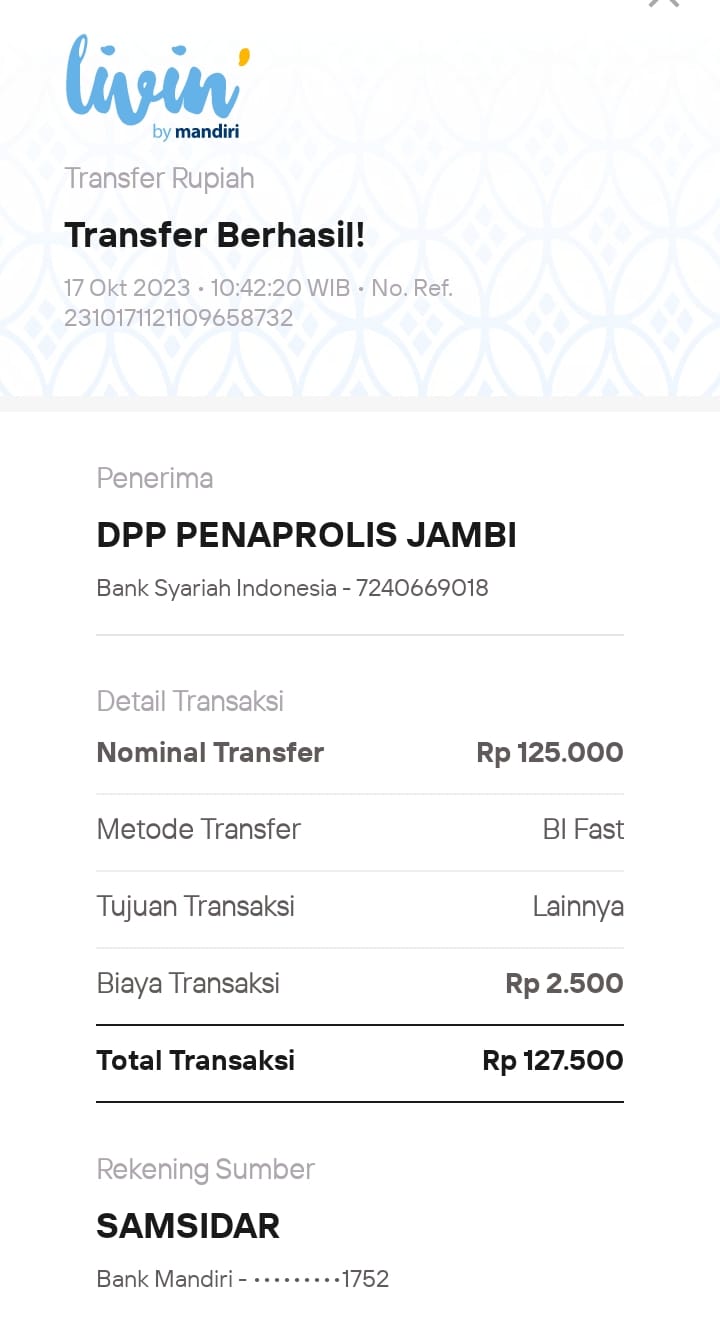 livin'
by mandiri
Transfer Rupiah
Transfer Berhasil!
17 Okt 2023 • 10:42:20 WIB • No. Ref.
2310171121109658732
Penerima
DPP PENAPROLIS JAMBI
Bank Syariah Indonesia - 7240669018
Detail Transaksi
Nominal Transfer Rp 125.000
Metode Transfer BI Fast
Tujuan Transaksi Lainnya
Biaya Transaksi Rp 2.500
Total Transaksi Rp 127.500
Rekening Sumber
SAMSIDAR
Bank Mandiri - •••••••••1752